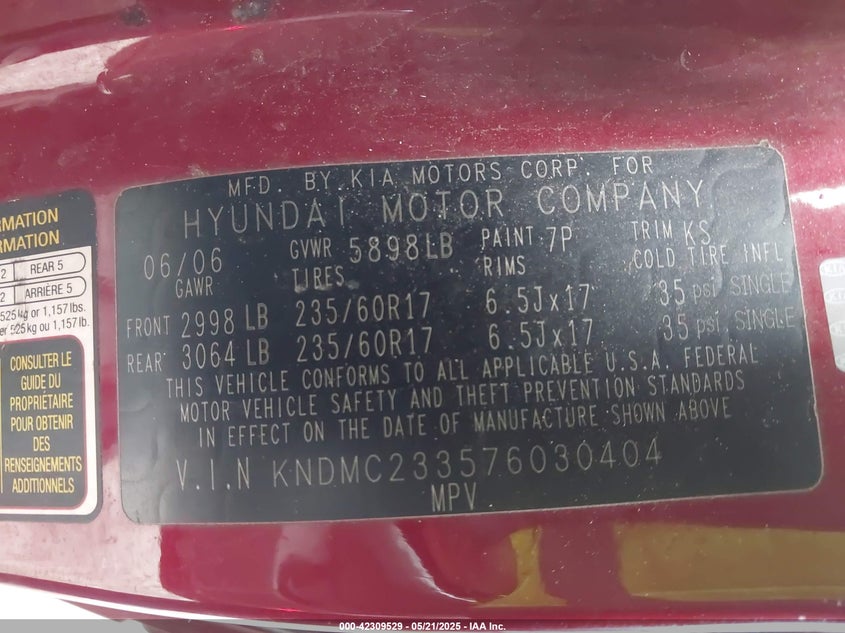 ORMATION
ORMATION
2 REAR 5
2 ARRIÈRE 5
525 kg or 1,157 lbs.
er 525 kg ou 1,157 lb.
CONSULTER LE
GUIDE DU
PROPRIÉTAIRE
POUR OBTENIR
DES
RENSEIGNEMENTS
ADDITIONNELS
MFD. BY KIA MOTORS CORP. FOR
HYUNDAI MOTOR COMPANY
06/06 GVWR 5898LB PAINT 7P TRIM KS
GAWR TIRES RIMS COLD TIRE INFL
FRONT 2998 LB 235/60R17 6.5Jx17 35 psi SINGLE
REAR 3064 LB 235/60R17 6.5Jx17 35 psi SINGLE
THIS VEHICLE CONFORMS TO ALL APPLICABLE U.S.A. FEDERAL
MOTOR VEHICLE SAFETY AND THEFT PREVENTION STANDARDS
IN EFFECT ON THE DATE OF MANUFACTURE SHOWN ABOVE
V.I.N KNDMC233576030404
MPV
000-42309529 - 05/21/2025 - IAA Inc.